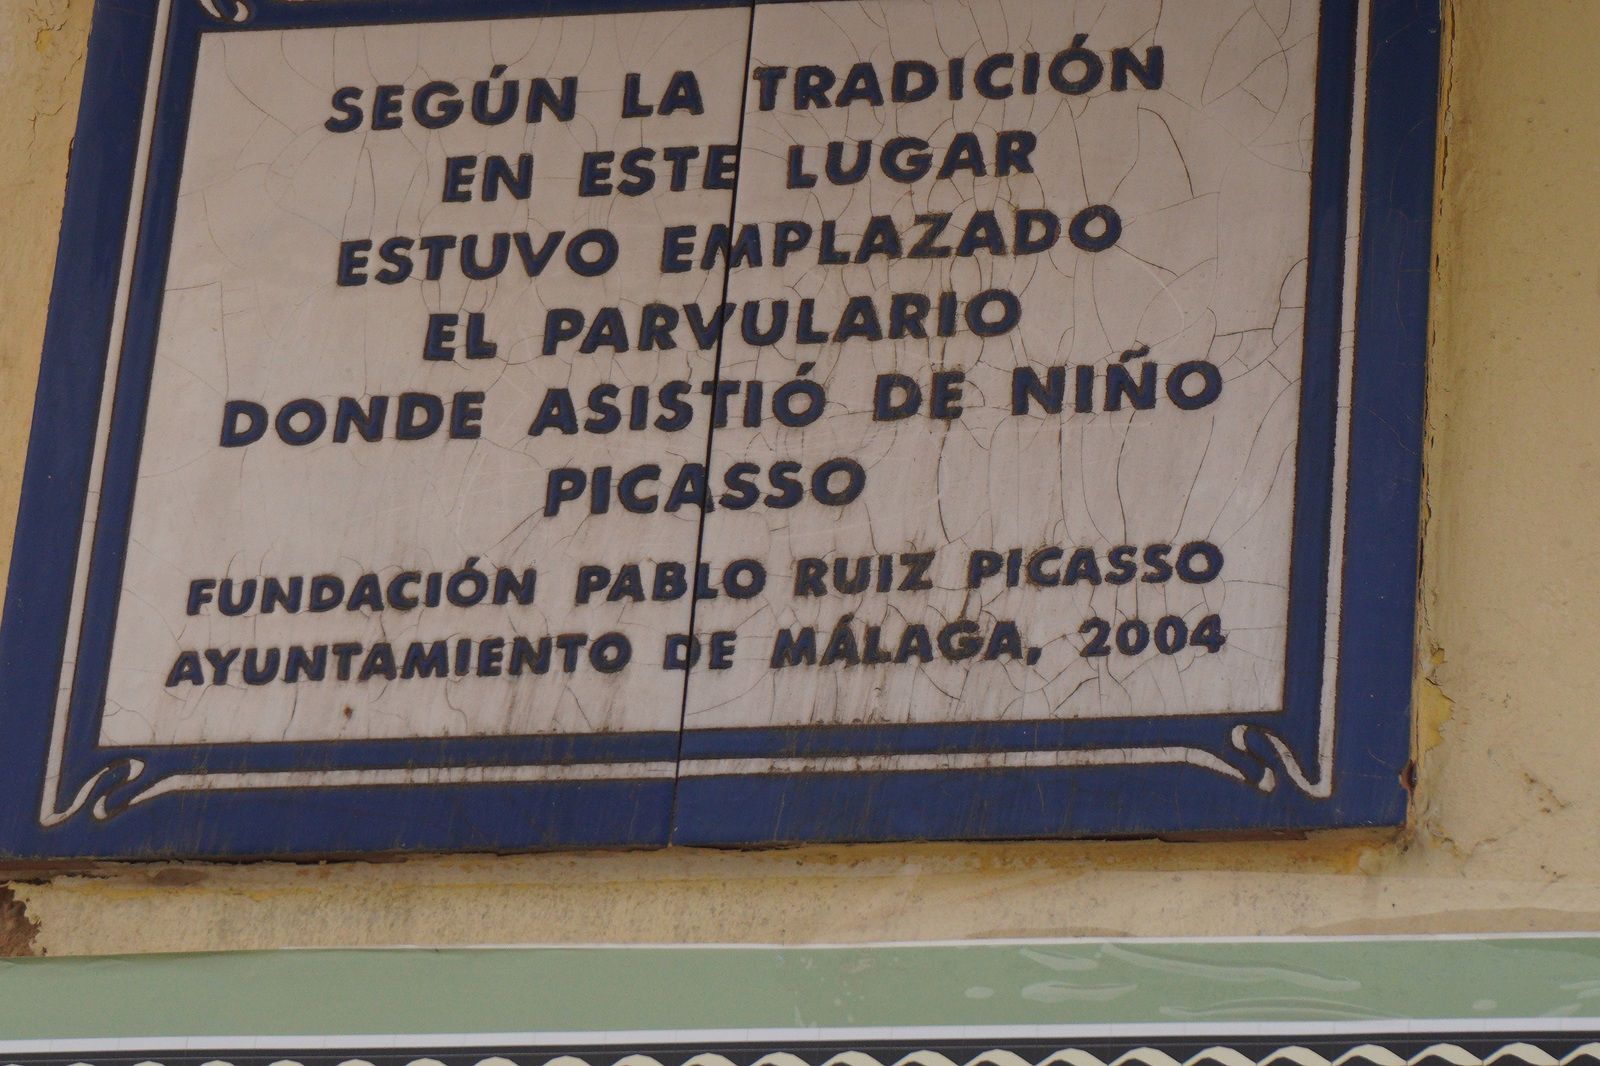 SEGÚN LA TRADICIÓN
EN ESTE LUGAR
ESTUVO EMPLAZADO
EL PARVULARIO
DONDE ASISTIÓ DE NIÑO
PICASSO
FUNDACIÓN PABLO RUIZ PICASSO
AYUNTAMIENTO DE MÁLAGA, 2004